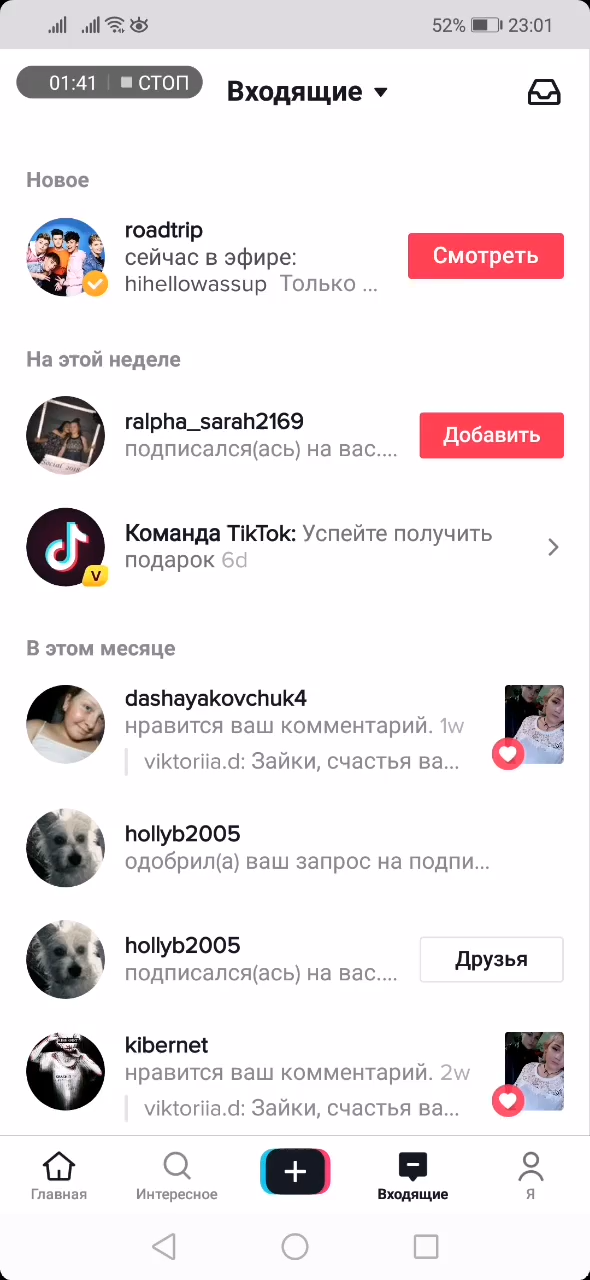 52% 23:01
01:41 СТОП
Входящие
Новое
roadtrip
сейчас в эфире:
hihellowassup Только ...
Смотреть
На этой неделе
ralpha_sarah2169
подписался(ась) на вас....
Добавить
Команда TikTok: Успейте получить
подарок 6d
V
В этом месяце
dashayakovchuk4
нравится ваш комментарий. 1w
viktoriia.d: Зайки, счастья ва...
hollyb2005
одобрил(а) ваш запрос на подпи...
hollyb2005
подписался(ась) на вас....
Друзья
kibernet
нравится ваш комментарий. 2w
viktoriia.d: Зайки, счастья ва...
Главная
Интересное
Входящие
Я